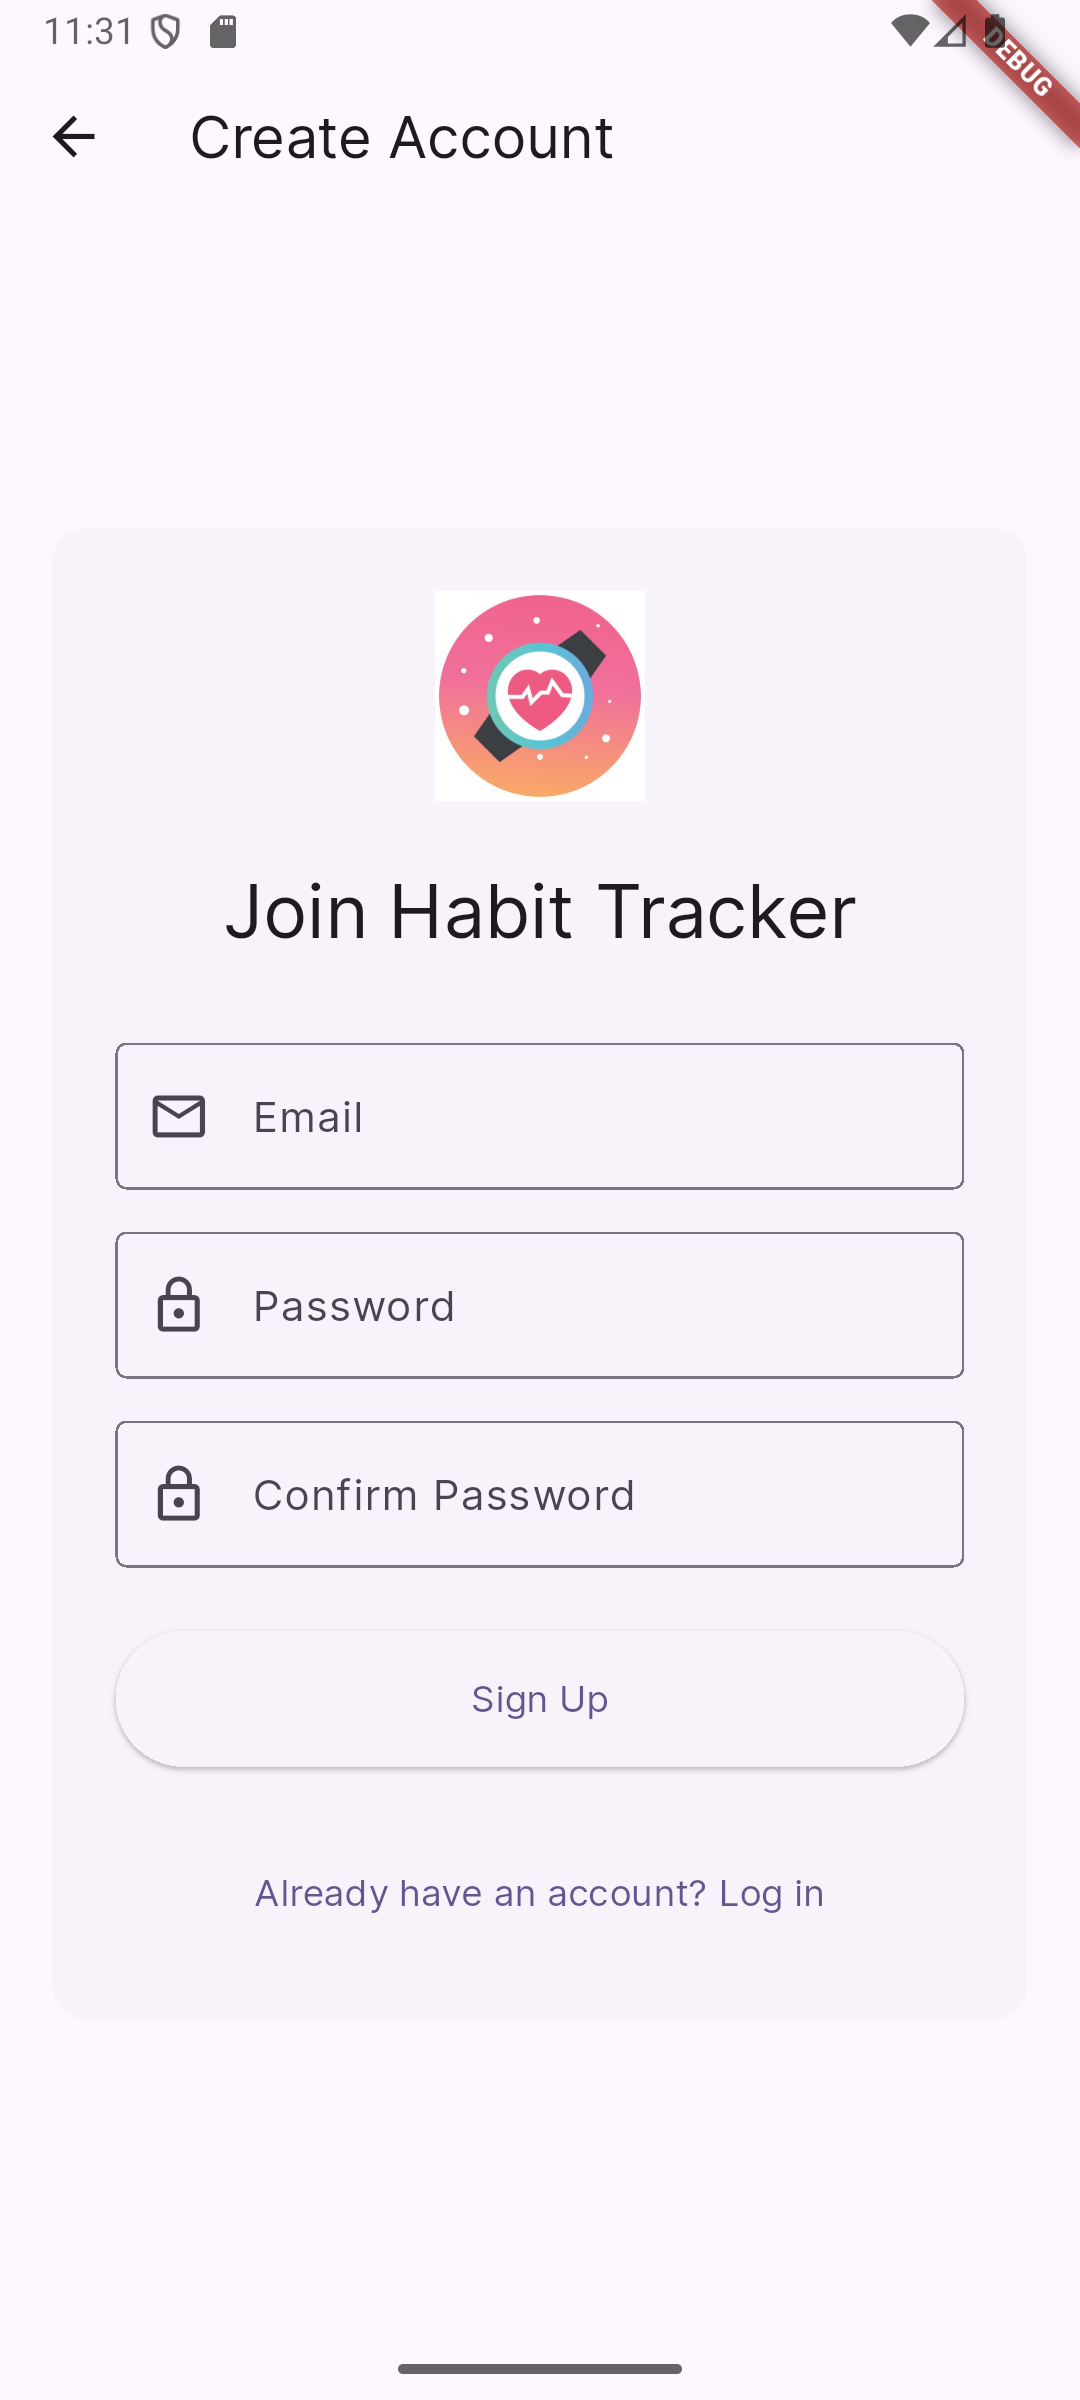 11:31
DEBUG
Create Account
Join Habit Tracker
Email
Password
Confirm Password
Sign Up
Already have an account? Log in